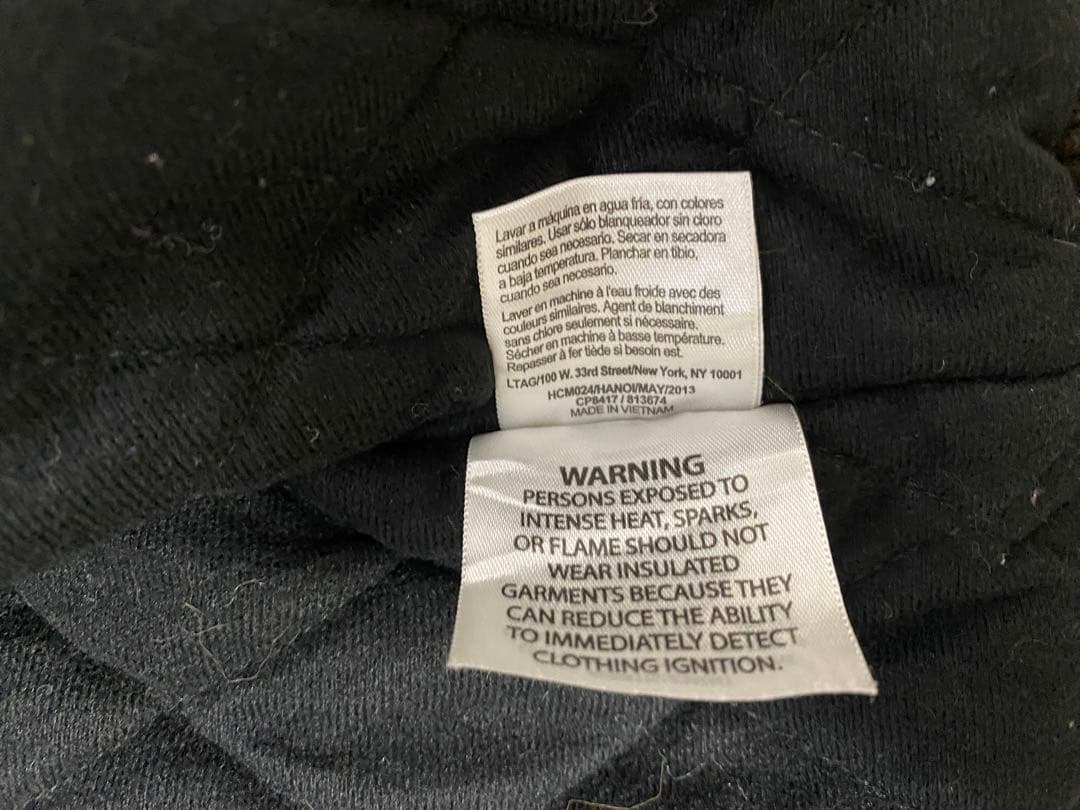 Lavar a máquina en agua fría, con colores
similares. Usar sólo blanqueador sin cloro
cuando sea necesario. Secar en secadora
a baja temperatura. Planchar en tibio,
cuando sea necesario.
Laver en machine à l'eau froide avec des
couleurs similaires. Agent de blanchiment
sans chlore seulement si nécessaire.
Sécher en machine à basse température.
Repasser à fer tiède si besoin est.
LTAG/100 W. 33rd Street/New York, NY 10001
HCM024/HANOI/MAY/2013
CP8417 / 813674
MADE IN VIETNAM
WARNING
PERSONS EXPOSED TO
INTENSE HEAT, SPARKS,
OR FLAME SHOULD NOT
WEAR INSULATED
GARMENTS BECAUSE THEY
CAN REDUCE THE ABILITY
TO IMMEDIATELY DETECT
CLOTHING IGNITION.